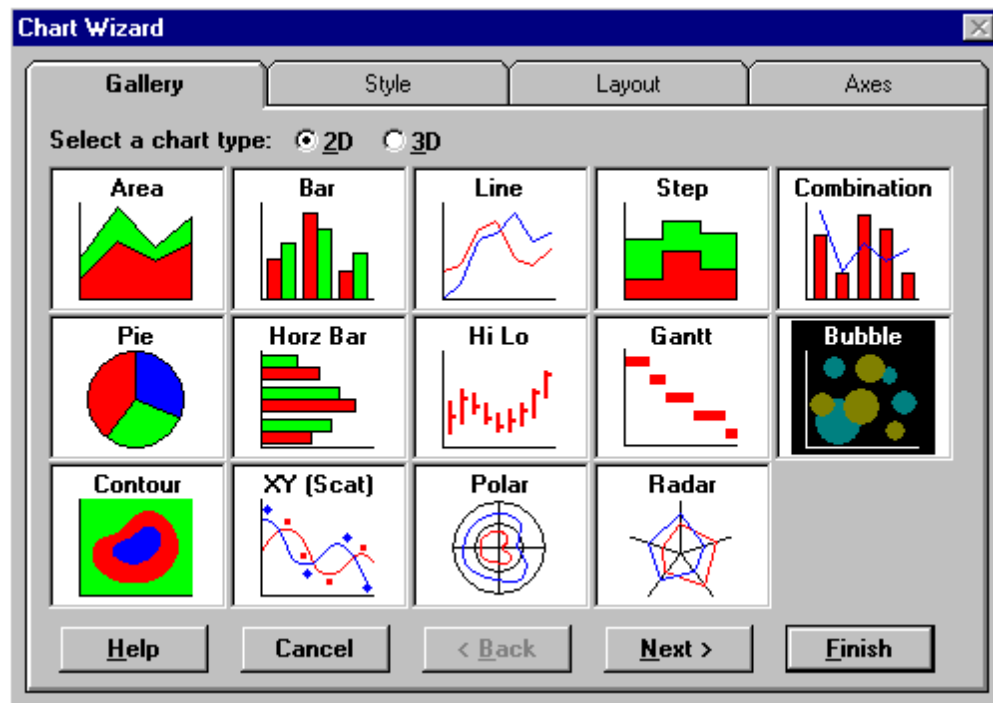 Chart Wizard
Gallery Style Layout Axes
Select a chart type: 2D 3D
Area Bar Line Step Combination
Pie Horz Bar Hi Lo Gantt Bubble
Contour XY (Scat) Polar Radar
Help Cancel < Back Next > Finish